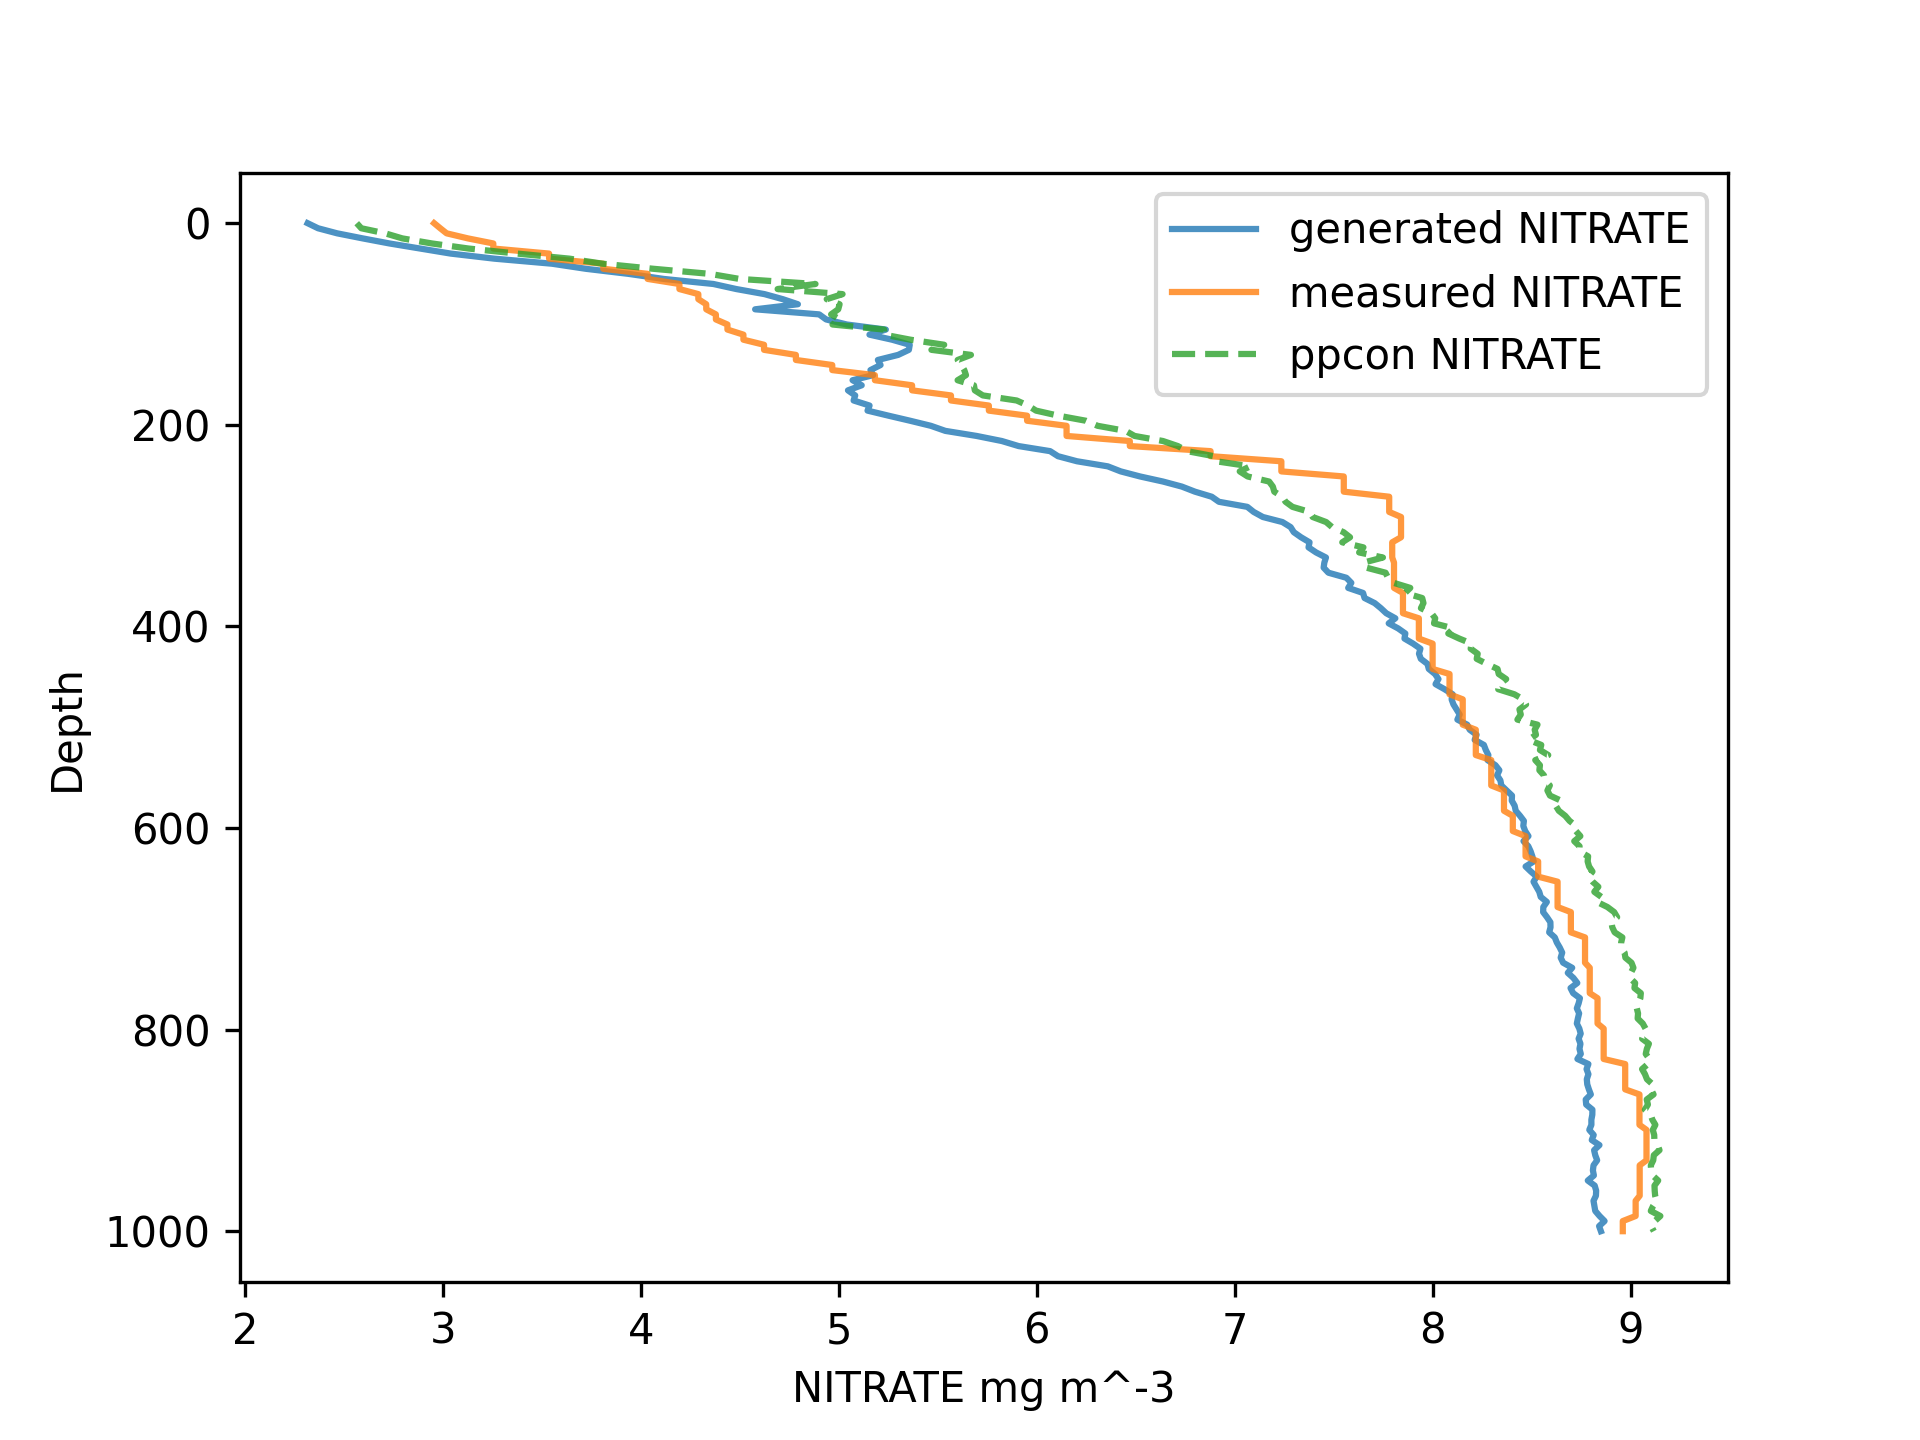 generated NITRATE
measured NITRATE
ppcon NITRATE
0
200
400
600
800
1000
Depth
2 3 4 5 6 7 8 9
NITRATE mg m^-3